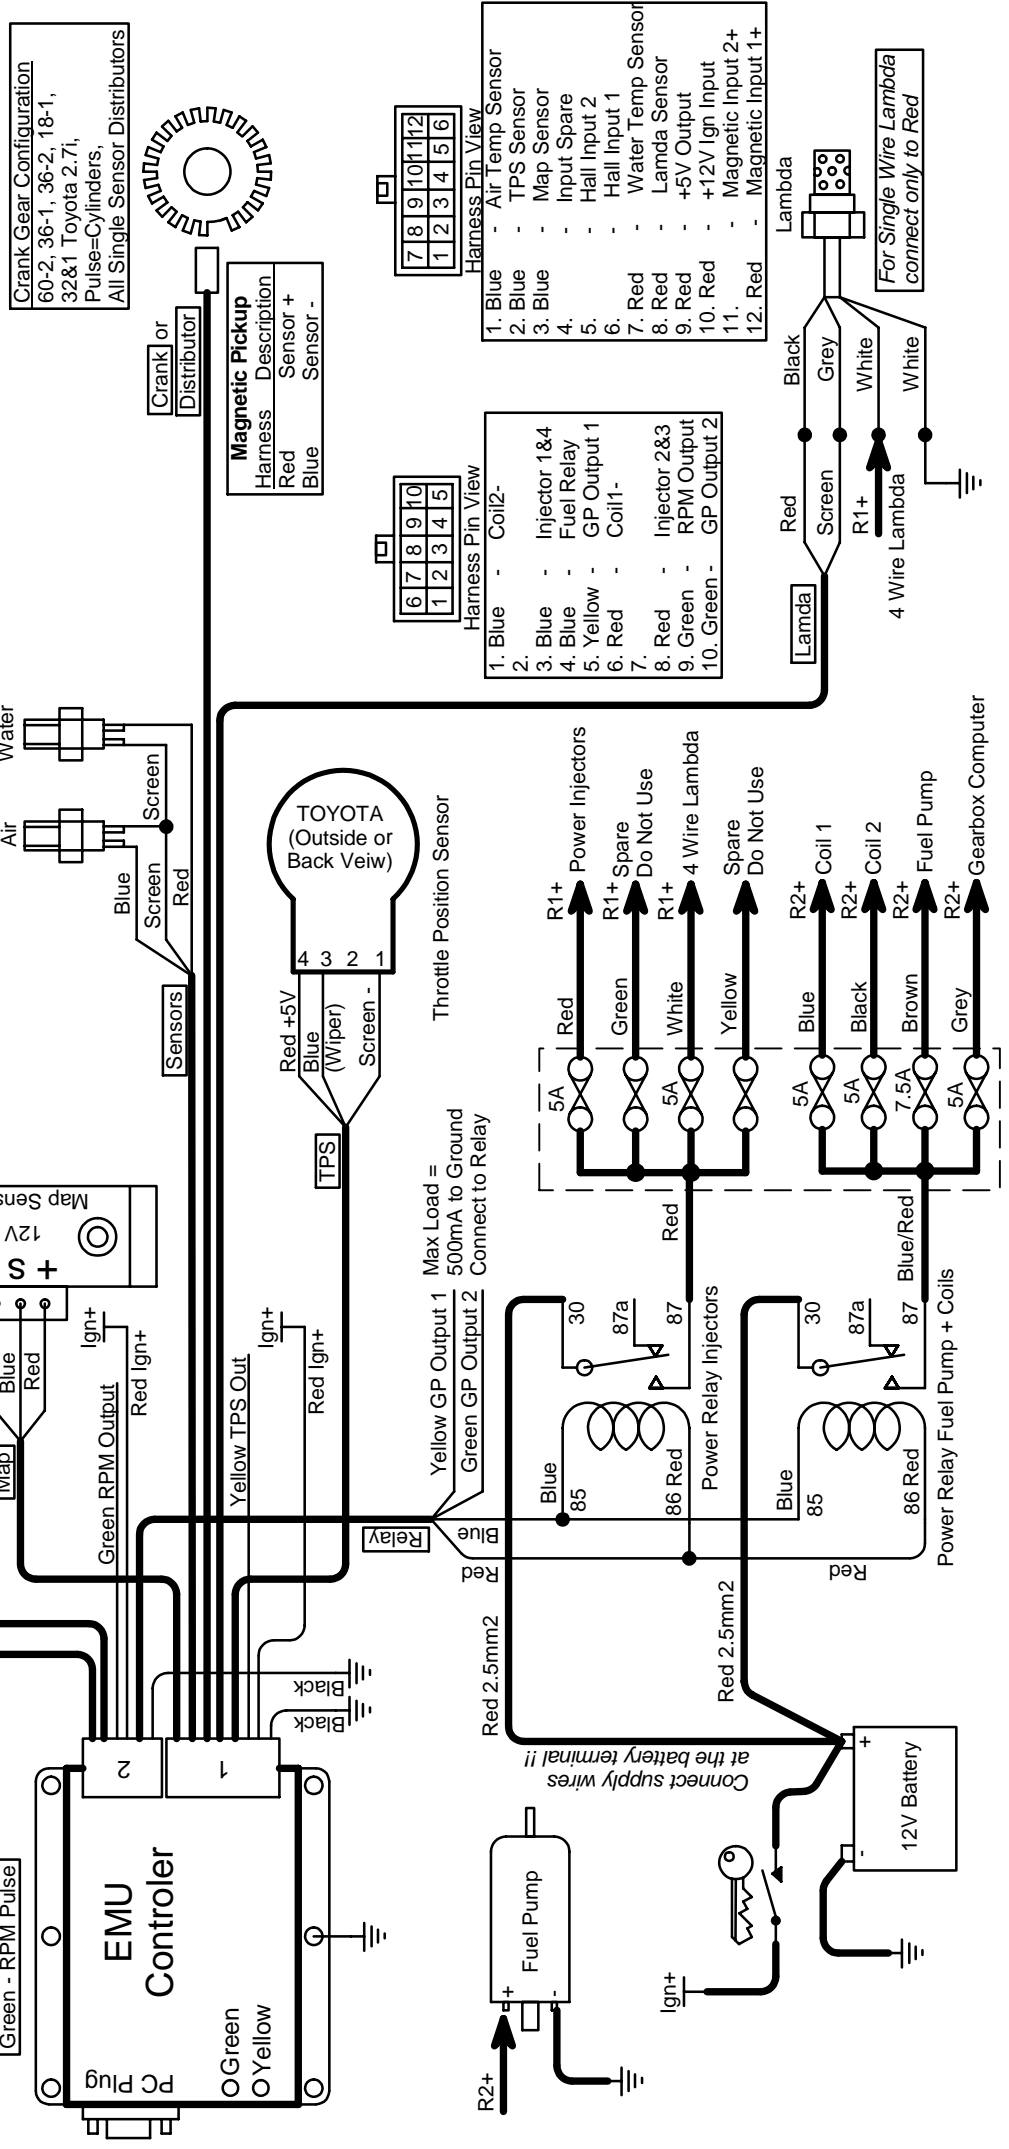 Crank Gear Configuration
60-2, 36-1, 36-2, 18-1,
32&1 Toyota 2.7i,
Pulse=Cylinders,
All Single Sensor Distributors
Crank or
Distributor
Magnetic Pickup
Harness Description
Red Sensor +
Blue Sensor -
7 8 9 10 11 12
1 2 3 4 5 6
Harness Pin View
1. Blue - Air Temp Sensor
2. Blue - TPS Sensor
3. Blue - Map Sensor
4. - Input Spare
5. - Hall Input 2
6. - Hall Input 1
7. Red - Water Temp Sensor
8. Red - Lamda Sensor
9. Red - +5V Output
10. Red - +12V Ign Input
11. - Magnetic Input 2+
12. Red - Magnetic Input 1+
6 7 8 9 10
1 2 3 4 5
Harness Pin View
1. Blue - Coil2-
2.
3. Blue - Injector 1&4
4. Blue - Fuel Relay
5. Yellow - GP Output 1
6. Red - Coil1-
7.
8. Red - Injector 2&3
9. Green - RPM Output
10. Green - GP Output 2
Lambda
For Single Wire Lambda
connect only to Red
Black
Grey
White
White
Red
Screen
R1+
4 Wire Lambda
Lamda
Water
Air
Screen
Blue
Screen
Red
Sensors
TOYOTA
(Outside or
Back Veiw)
4 3 2 1
Throttle Position Sensor
Red +5V
Blue
(Wiper)
Screen -
TPS
Map Sens
12V
+ S
Blue
Red
Map
Ign+
Green RPM Output
Red Ign+
Ign+
Yellow TPS Out
Red Ign+
Max Load =
500mA to Ground
Connect to Relay
Yellow GP Output 1
Green GP Output 2
Relay
Blue
Red
R1+
Power Injectors
R1+
Spare
Do Not Use
R1+
4 Wire Lambda
Spare
Do Not Use
R2+
Coil 1
R2+
Coil 2
R2+
Fuel Pump
R2+
Gearbox Computer
Red
Green
White
Yellow
Blue
Black
Brown
Grey
5A
5A
5A
5A
7.5A
5A
Red
Blue/Red
30
87a
87
Blue
85
86 Red
Power Relay Injectors
30
87a
87
Blue
85
86 Red
Power Relay Fuel Pump + Coils
Red
Red 2.5mm2
Red 2.5mm2
Connect supply wires
at the battery terminal !!
Black
Black
2
1
Green - RPM Pulse
EMU
Controler
PC Plug
Green
Yellow
Fuel Pump
+
-
R2+
Ign+
12V Battery
+
-